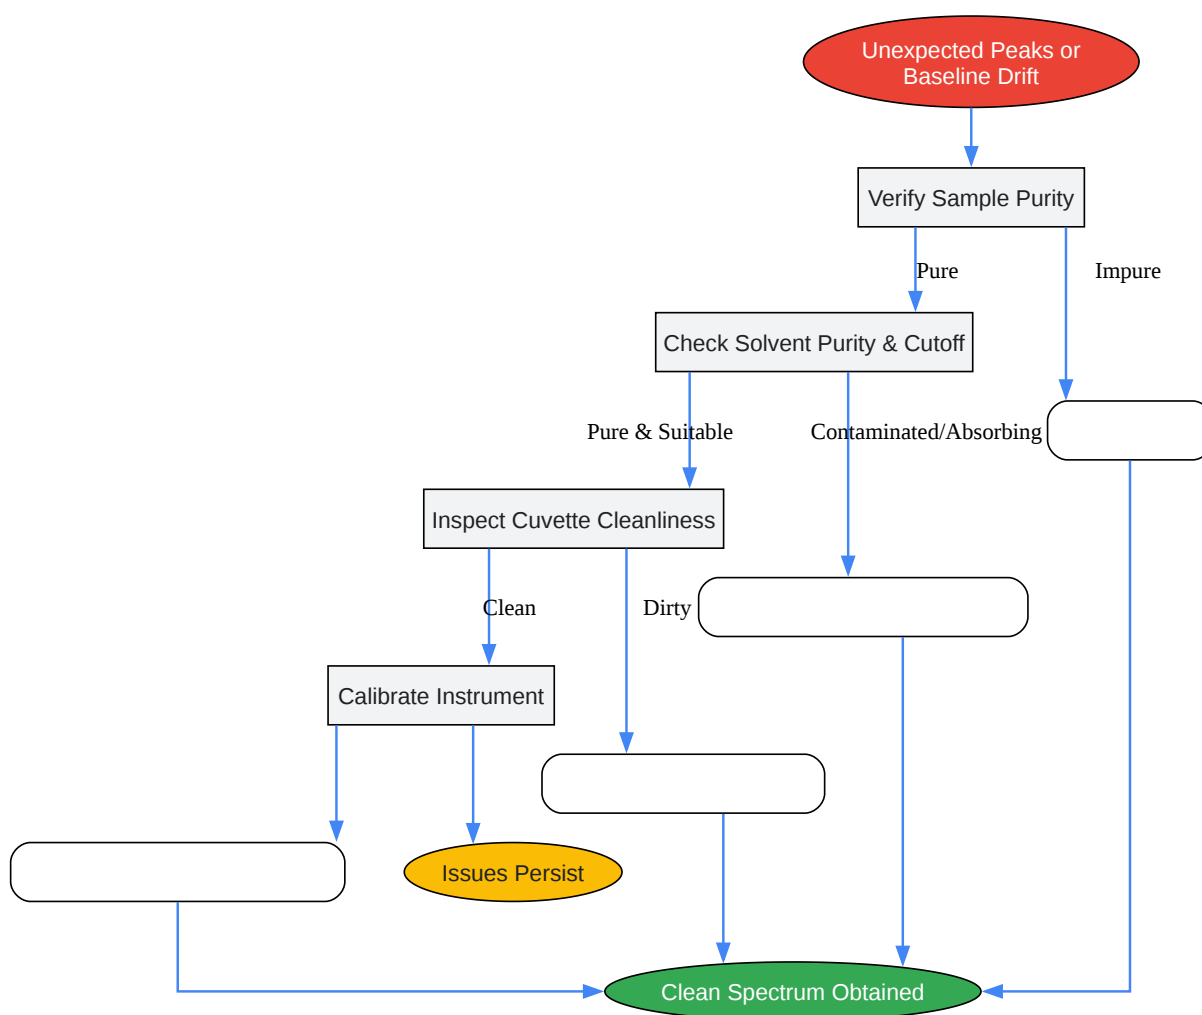 Unexpected Peaks or
Baseline Drift
Verify Sample Purity
Pure
Impure
Check Solvent Purity & Cutoff
Pure & Suitable
Contaminated/Absorbing
Inspect Cuvette Cleanliness
Clean
Dirty
Calibrate Instrument
Issues Persist
Clean Spectrum Obtained